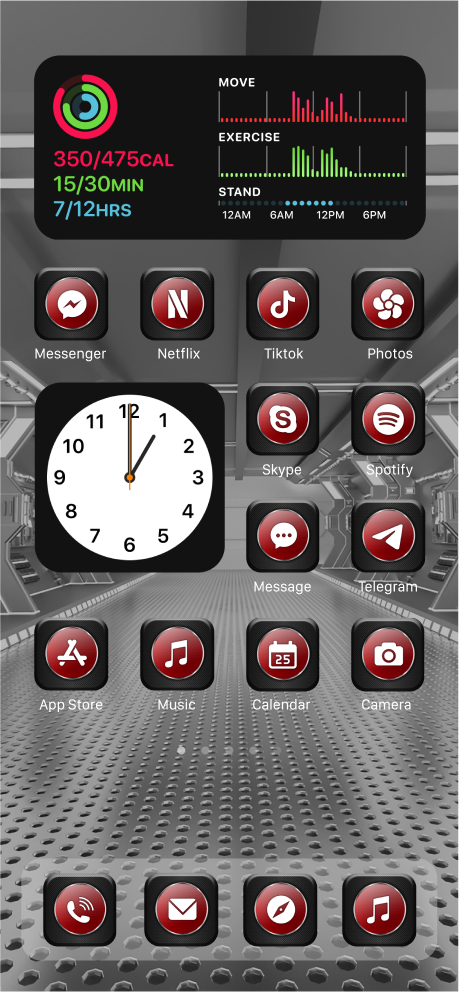 MOVE
350/475CAL
15/30MIN
7/12HRS
EXERCISE
STAND
12AM 6AM 12PM 6PM
Messenger Netflix Tiktok Photos
12
1
2
3
4
5
6
7
8
9
10
11
Skype Spotify
Message Telegram
25
App Store Music Calendar Camera